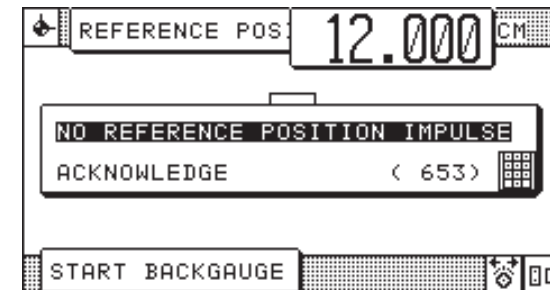 REFERENCE POS
12.000
CM
NO REFERENCE POSITION IMPULSE
ACKNOWLEDGE ( 653)
START BACKGAUGE